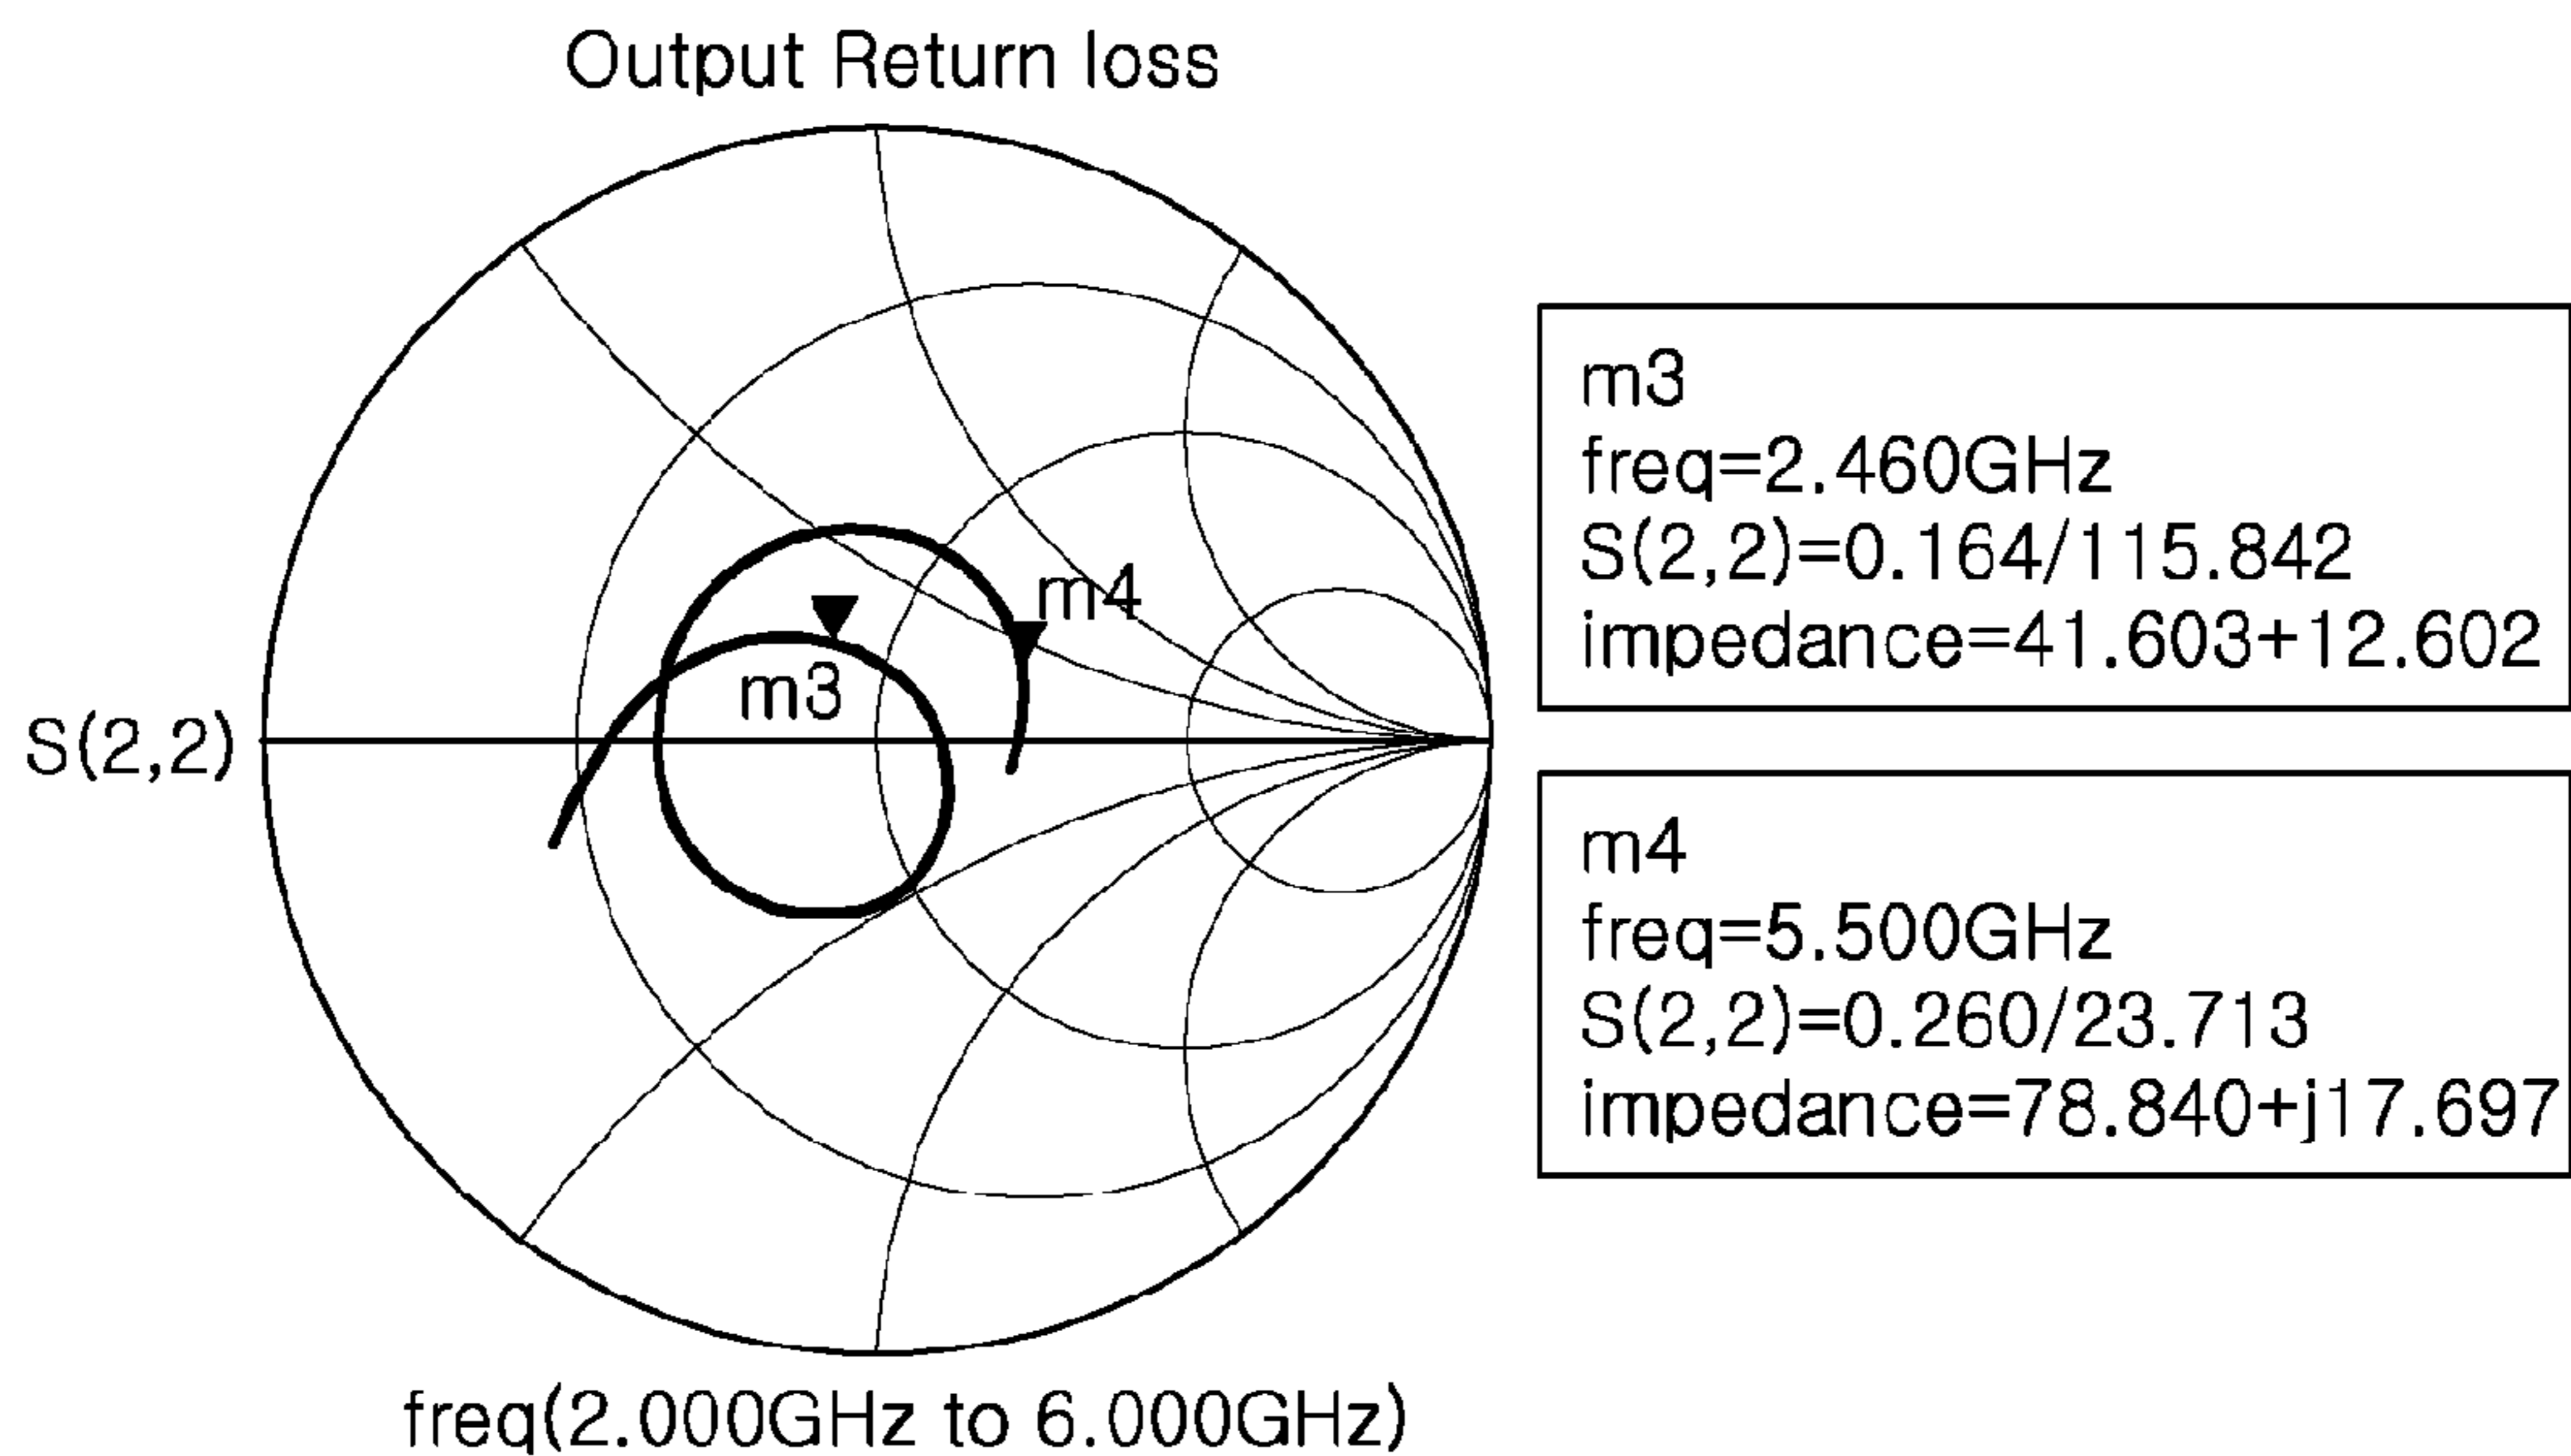 Output Return loss
S(2,2)
m3
m4
freq(2.000GHz to 6.000GHz)
m3
freq=2.460GHz
S(2,2)=0.164/115.842
impedance=41.603+12.602
m4
freq=5.500GHz
S(2,2)=0.260/23.713
impedance=78.840+j17.697